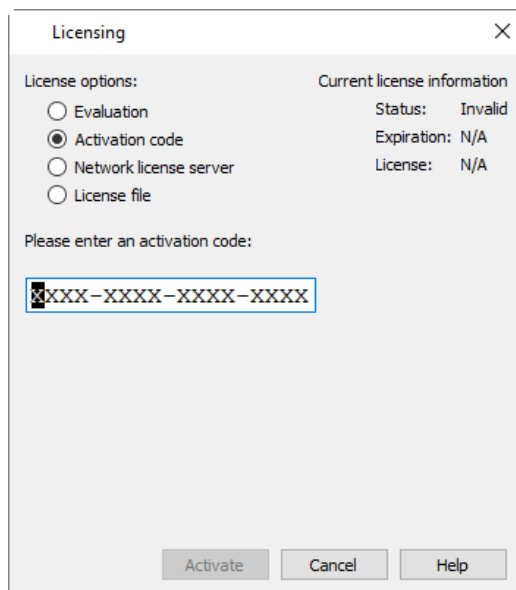 Licensing
License options:
Evaluation
Activation code
Network license server
License file
Current license information
Status: Invalid
Expiration: N/A
License: N/A
Please enter an activation code:
XXXX-XXXX-XXXX-XXXX
Activate
Cancel
Help